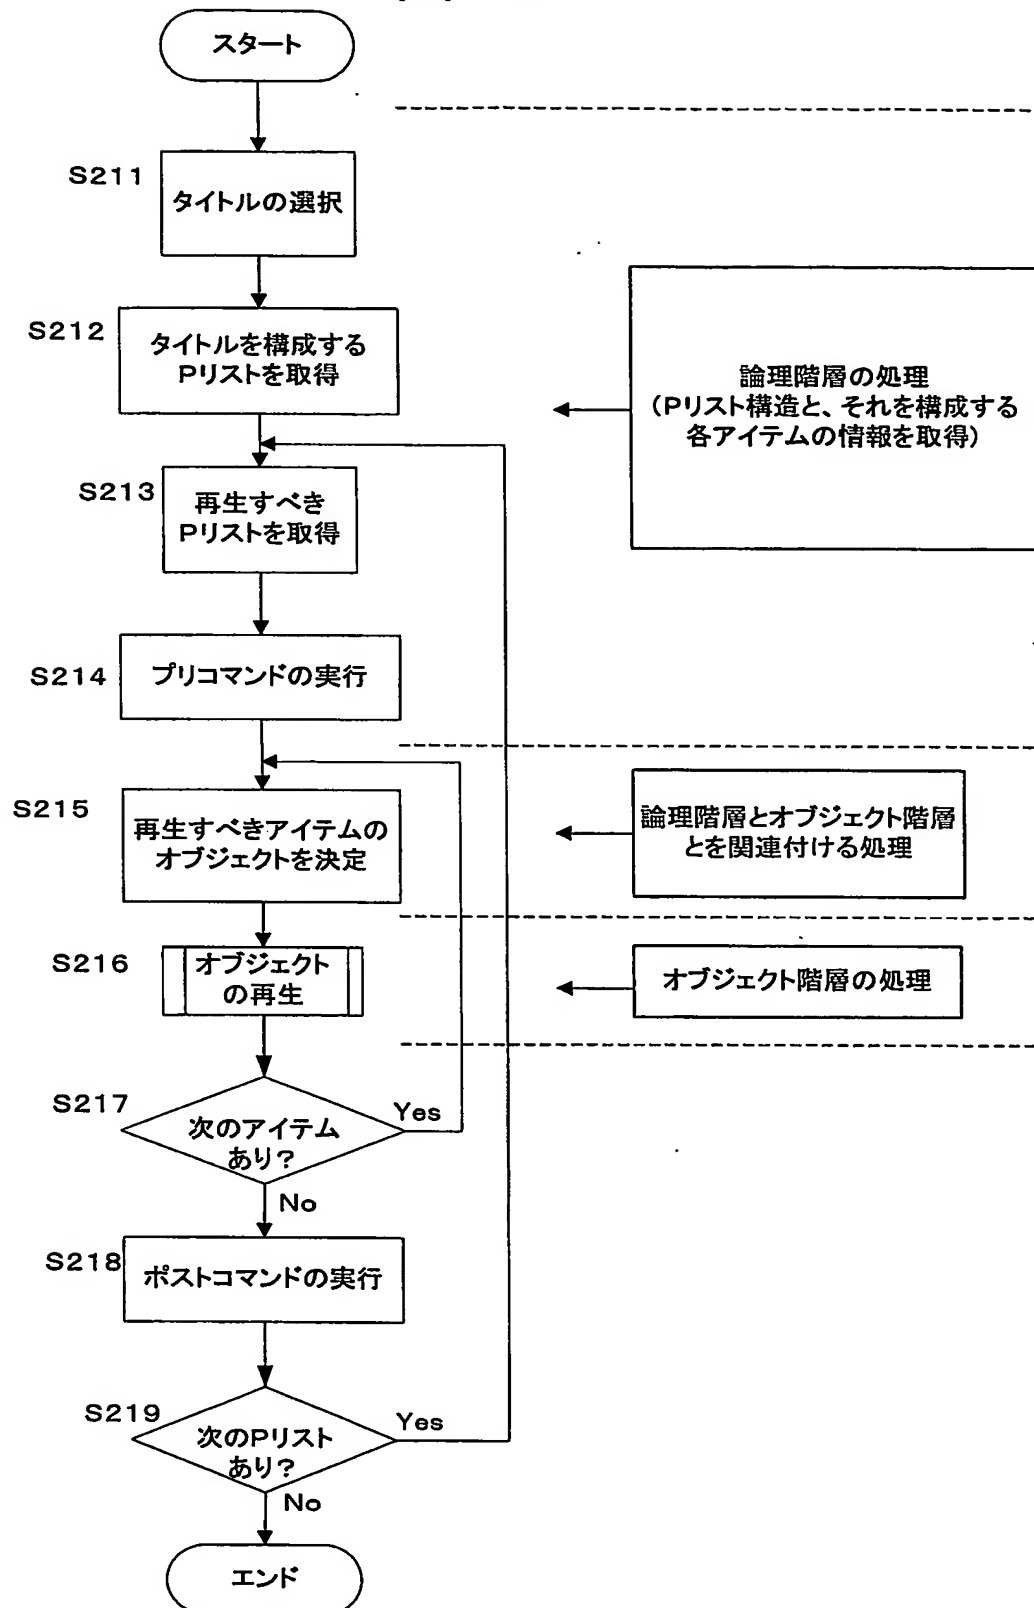 スタート
S211
タイトルの選択
S212
タイトルを構成する
Pリストを取得
論理階層の処理
(Pリスト構造と、それを構成する
各アイテムの情報を取得)
S213
再生すべき
Pリストを取得
S214
プリコマンドの実行
S215
再生すべきアイテムの
オブジェクトを決定
論理階層とオブジェクト階層
とを関連付ける処理
S216
オブジェクト
の再生
オブジェクト階層の処理
S217
次のアイテム
あり?
Yes
No
S218
ポストコマンドの実行
S219
次のPリスト
あり?
Yes
No
エンド